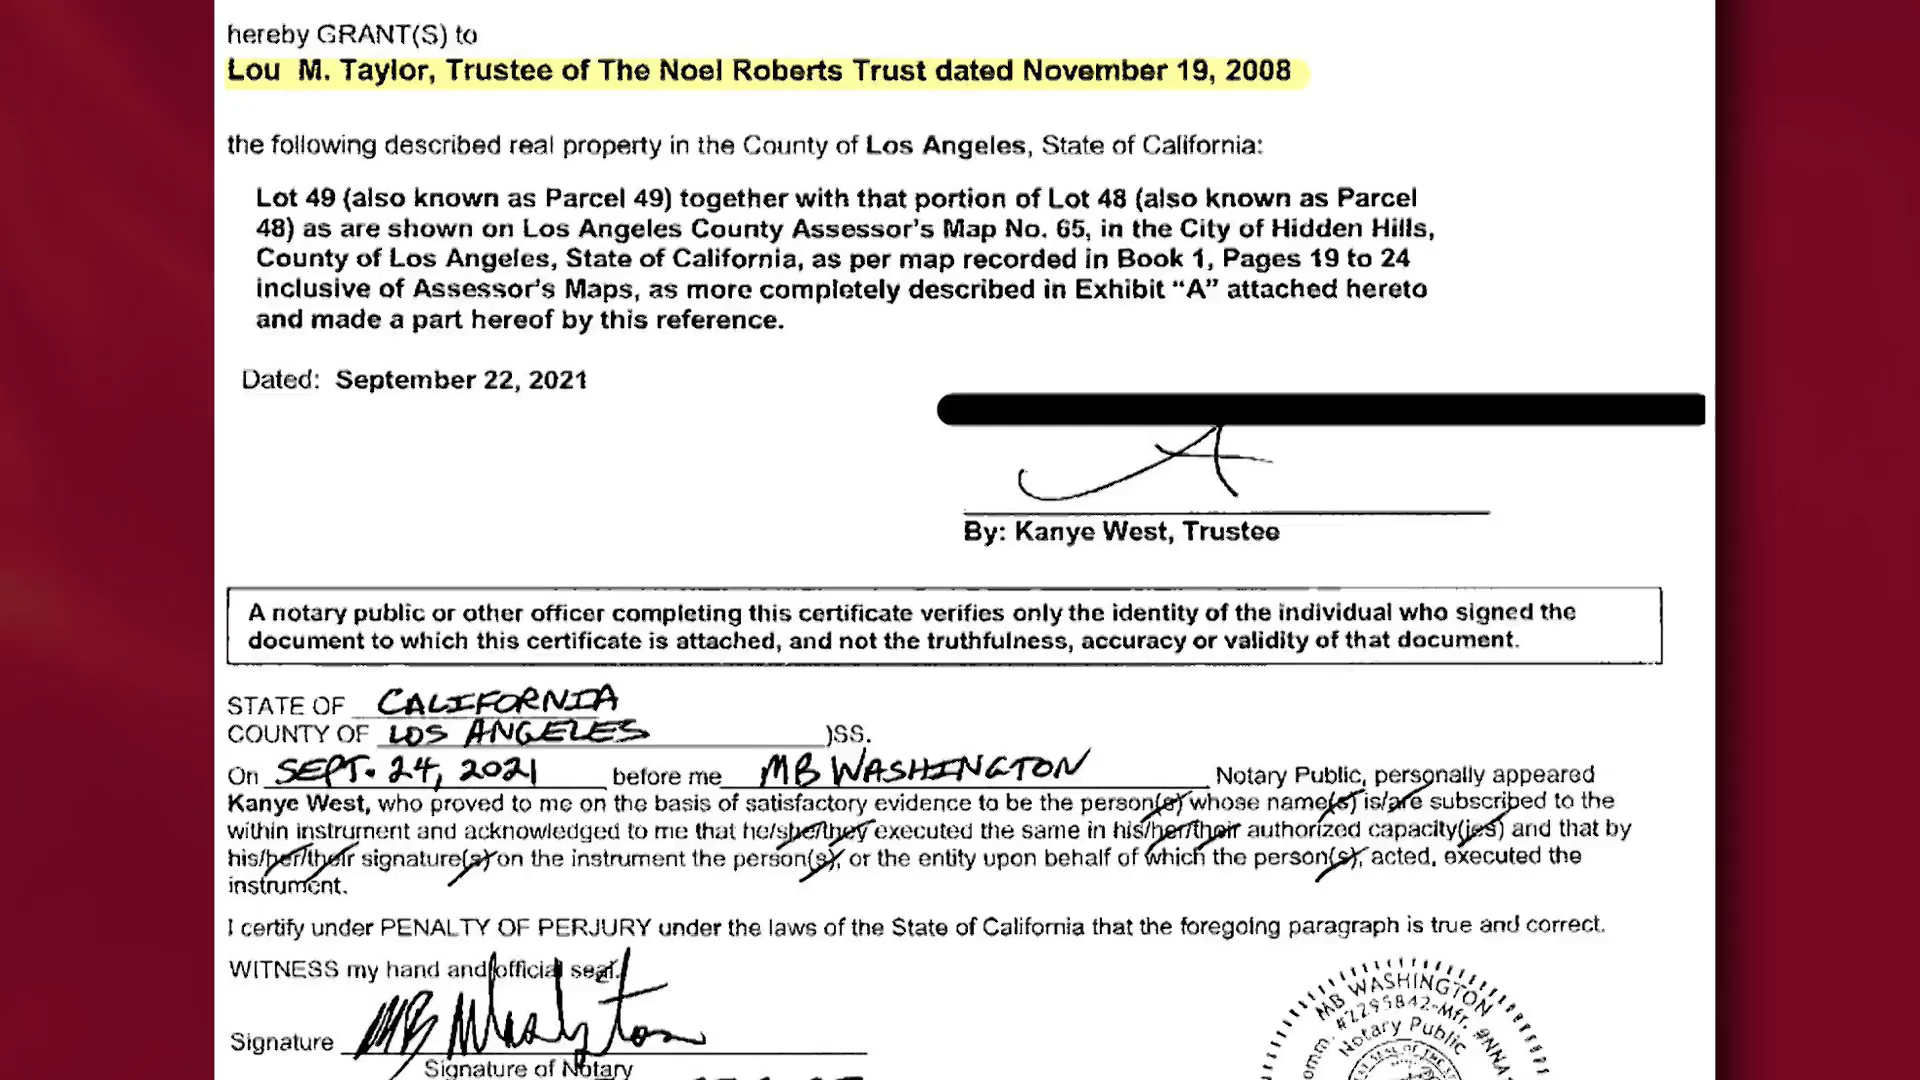 hereby GRANT(S) to
Lou M. Taylor, Trustee of The Noel Roberts Trust dated November 19, 2008
the following described real property in the County of Los Angeles, State of California:
Lot 49 (also known as Parcel 49) together with that portion of Lot 48 (also known as Parcel
48) as are shown on Los Angeles County Assessor's Map No. 65, in the City of Hidden Hills,
County of Los Angeles, State of California, as per map recorded in Book 1, Pages 19 to 24
inclusive of Assessor's Maps, as more completely described in Exhibit “A” attached hereto
and made a part hereof by this reference.
Dated: September 22, 2021
By: Kanye West, Trustee
A notary public or other officer completing this certificate verifies only the identity of the individual who signed the
document to which this certificate is attached, and not the truthfulness, accuracy or validity of that document.
STATE OF CALIFORNIA
COUNTY OF LOS ANGELES )SS.
On SEPT. 24, 2021 before me MB WASHINGTON Notary Public, personally appeared
Kanye West, who proved to me on the basis of satisfactory evidence to be the person(s) whose name(s) is/are subscribed to the
within instrument and acknowledged to me that he/she/they executed the same in his/her/their authorized capacity(ies) and that by
his/her/their signature(s) on the instrument the person(s), or the entity upon behalf of which the person(s), acted, executed the
instrument.
I certify under PENALTY OF PERJURY under the laws of the State of California that the foregoing paragraph is true and correct.
WITNESS my hand and official seal.
Signature MB Washington
Signature of Notary
MB WASHINGTON
#2295842-Mfr. #NNA
Notary Public